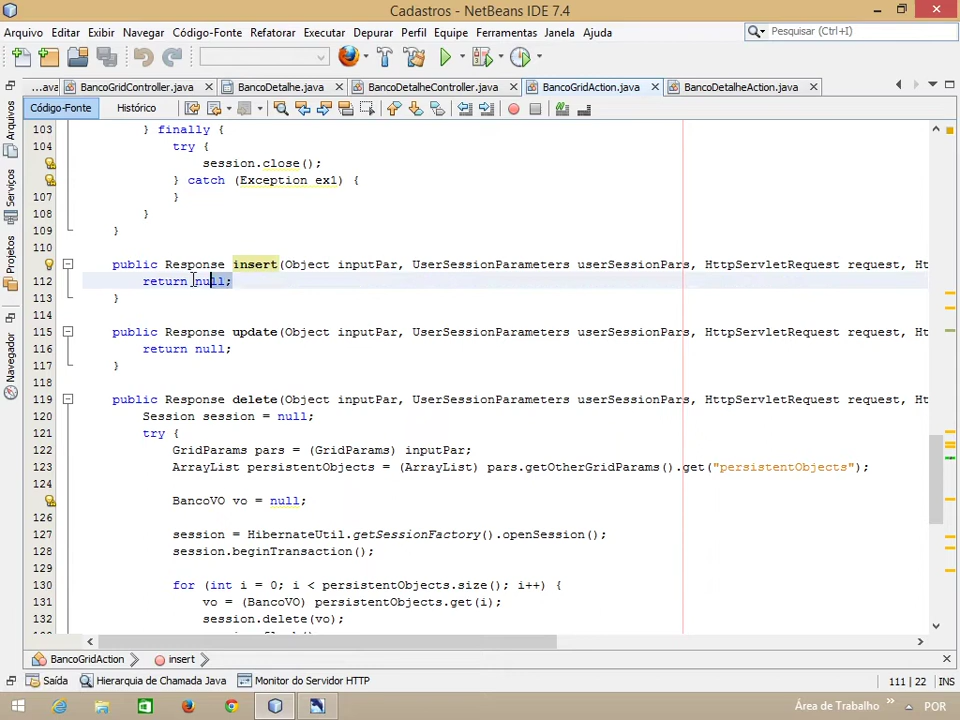 Cadastros - NetBeans IDE 7.4
Arquivo Editar Exibir Navegar Código-Fonte Refatorar Executar Depurar Perfil Equipe Ferramentas Janela Ajuda
Pesquisar (Ctrl+I)
...ava BancoGridController.java BancoDetalhe.java BancoDetalheController.java BancoGridAction.java BancoDetalheAction.java
Código-Fonte Histórico
Arquivos
Serviços
Projetos
Navegador
103 } finally {
104 try {
session.close();
} catch (Exception ex1) {
107 }
108 }
109 }
110
public Response insert(Object inputPar, UserSessionParameters userSessionPars, HttpServletRequest request, Ht
112 return null;
113 }
114
115 public Response update(Object inputPar, UserSessionParameters userSessionPars, HttpServletRequest request, Ht
116 return null;
117 }
118
119 public Response delete(Object inputPar, UserSessionParameters userSessionPars, HttpServletRequest request, Ht
120 Session session = null;
121 try {
122 GridParams pars = (GridParams) inputPar;
123 ArrayList persistentObjects = (ArrayList) pars.getOtherGridParams().get("persistentObjects");
124
BancoVO vo = null;
126
127 session = HibernateUtil.getSessionFactory().openSession();
128 session.beginTransaction();
129
130 for (int i = 0; i < persistentObjects.size(); i++) {
131 vo = (BancoVO) persistentObjects.get(i);
132 session.delete(vo);
BancoGridAction insert
Saída Hierarquia de Chamada Java Monitor do Servidor HTTP 111 | 22 INS
Área de Trabalho POR